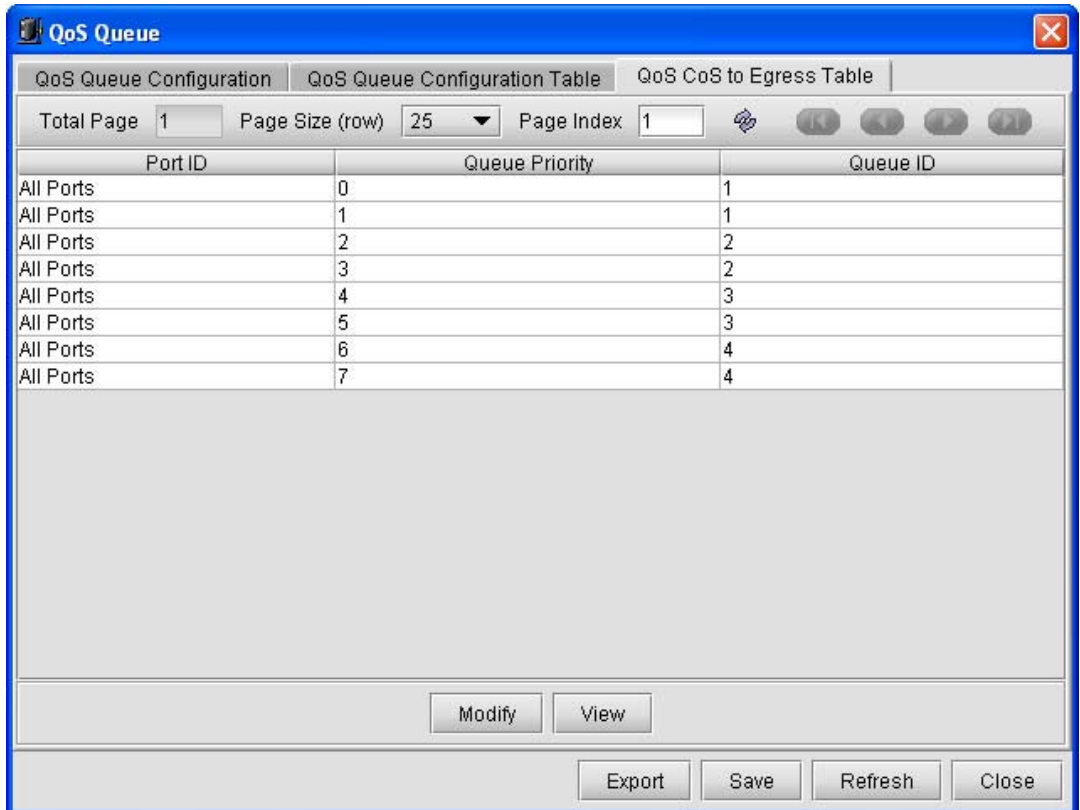 QoS Queue
QoS Queue Configuration QoS Queue Configuration Table QoS CoS to Egress Table
Total Page 1 Page Size (row) 25 Page Index 1
Port ID Queue Priority Queue ID
All Ports 0 1
All Ports 1 1
All Ports 2 2
All Ports 3 2
All Ports 4 3
All Ports 5 3
All Ports 6 4
All Ports 7 4
Modify View
Export Save Refresh Close